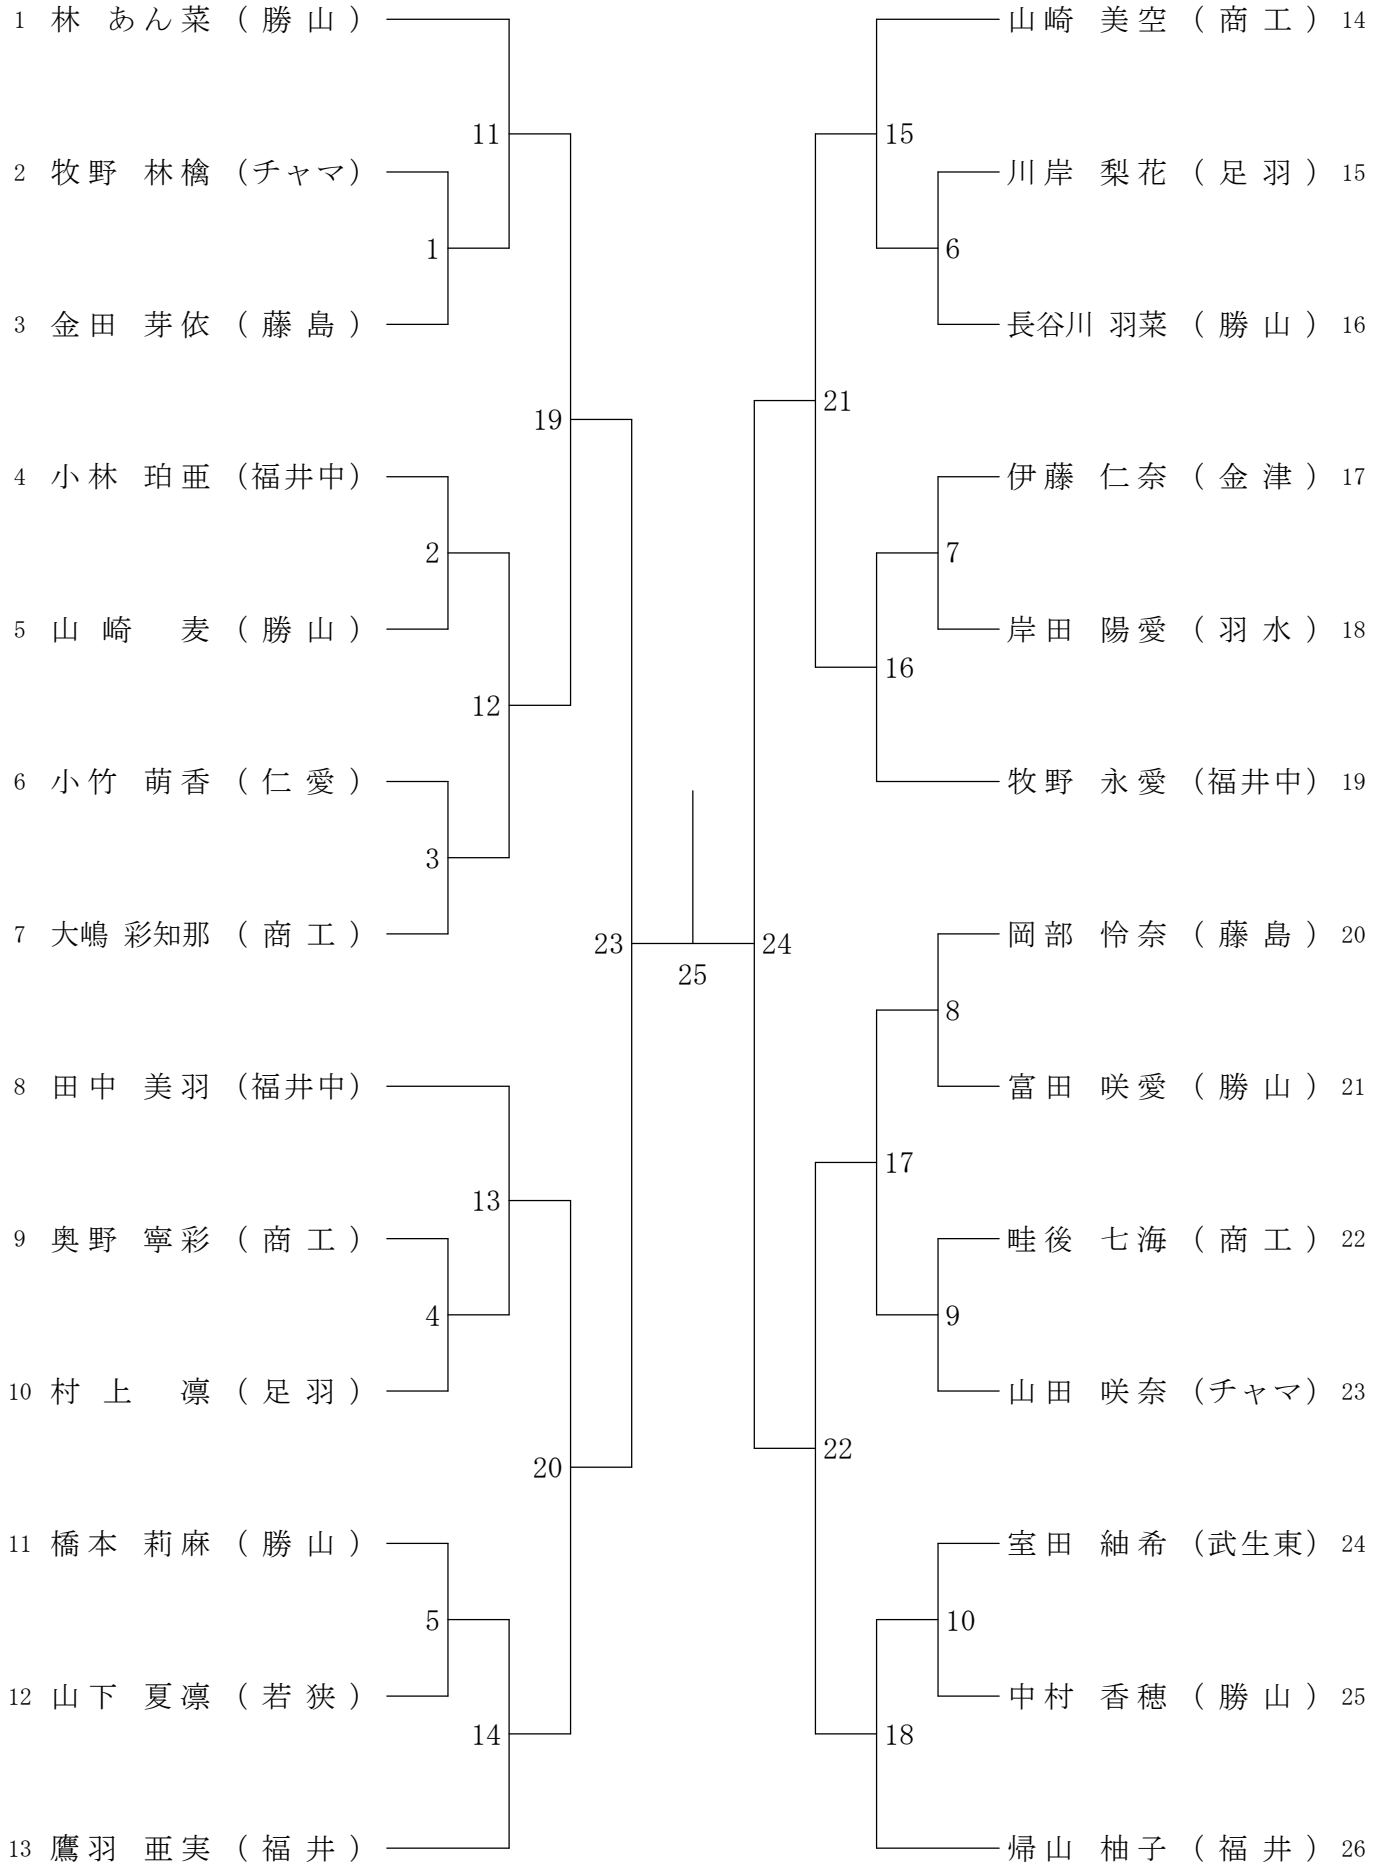 1 林 あん菜 (勝山)
2 牧野 林檎 (チャマ)
3 金田 芽依 (藤島)
4 小林 珀亜 (福井中)
5 山崎 麦 (勝山)
6 小竹 萌香 (仁愛)
7 大嶋 彩知那 (商工)
8 田中 美羽 (福井中)
9 奥野 寧彩 (商工)
10 村上 凛 (足羽)
11 橋本 莉麻 (勝山)
12 山下 夏凛 (若狭)
13 鷹羽 亜実 (福井)
11
1
19
2
12
3
23
13
4
20
5
14
25
15
6
21
7
16
24
8
17
9
22
10
18
山崎 美空 (商工) 14
川岸 梨花 (足羽) 15
長谷川 羽菜 (勝山) 16
伊藤 仁奈 (金津) 17
岸田 陽愛 (羽水) 18
牧野 永愛 (福井中) 19
岡部 怜奈 (藤島) 20
富田 咲愛 (勝山) 21
畦後 七海 (商工) 22
山田 咲奈 (チャマ) 23
室田 紬希 (武生東) 24
中村 香穂 (勝山) 25
帰山 柚子 (福井) 26